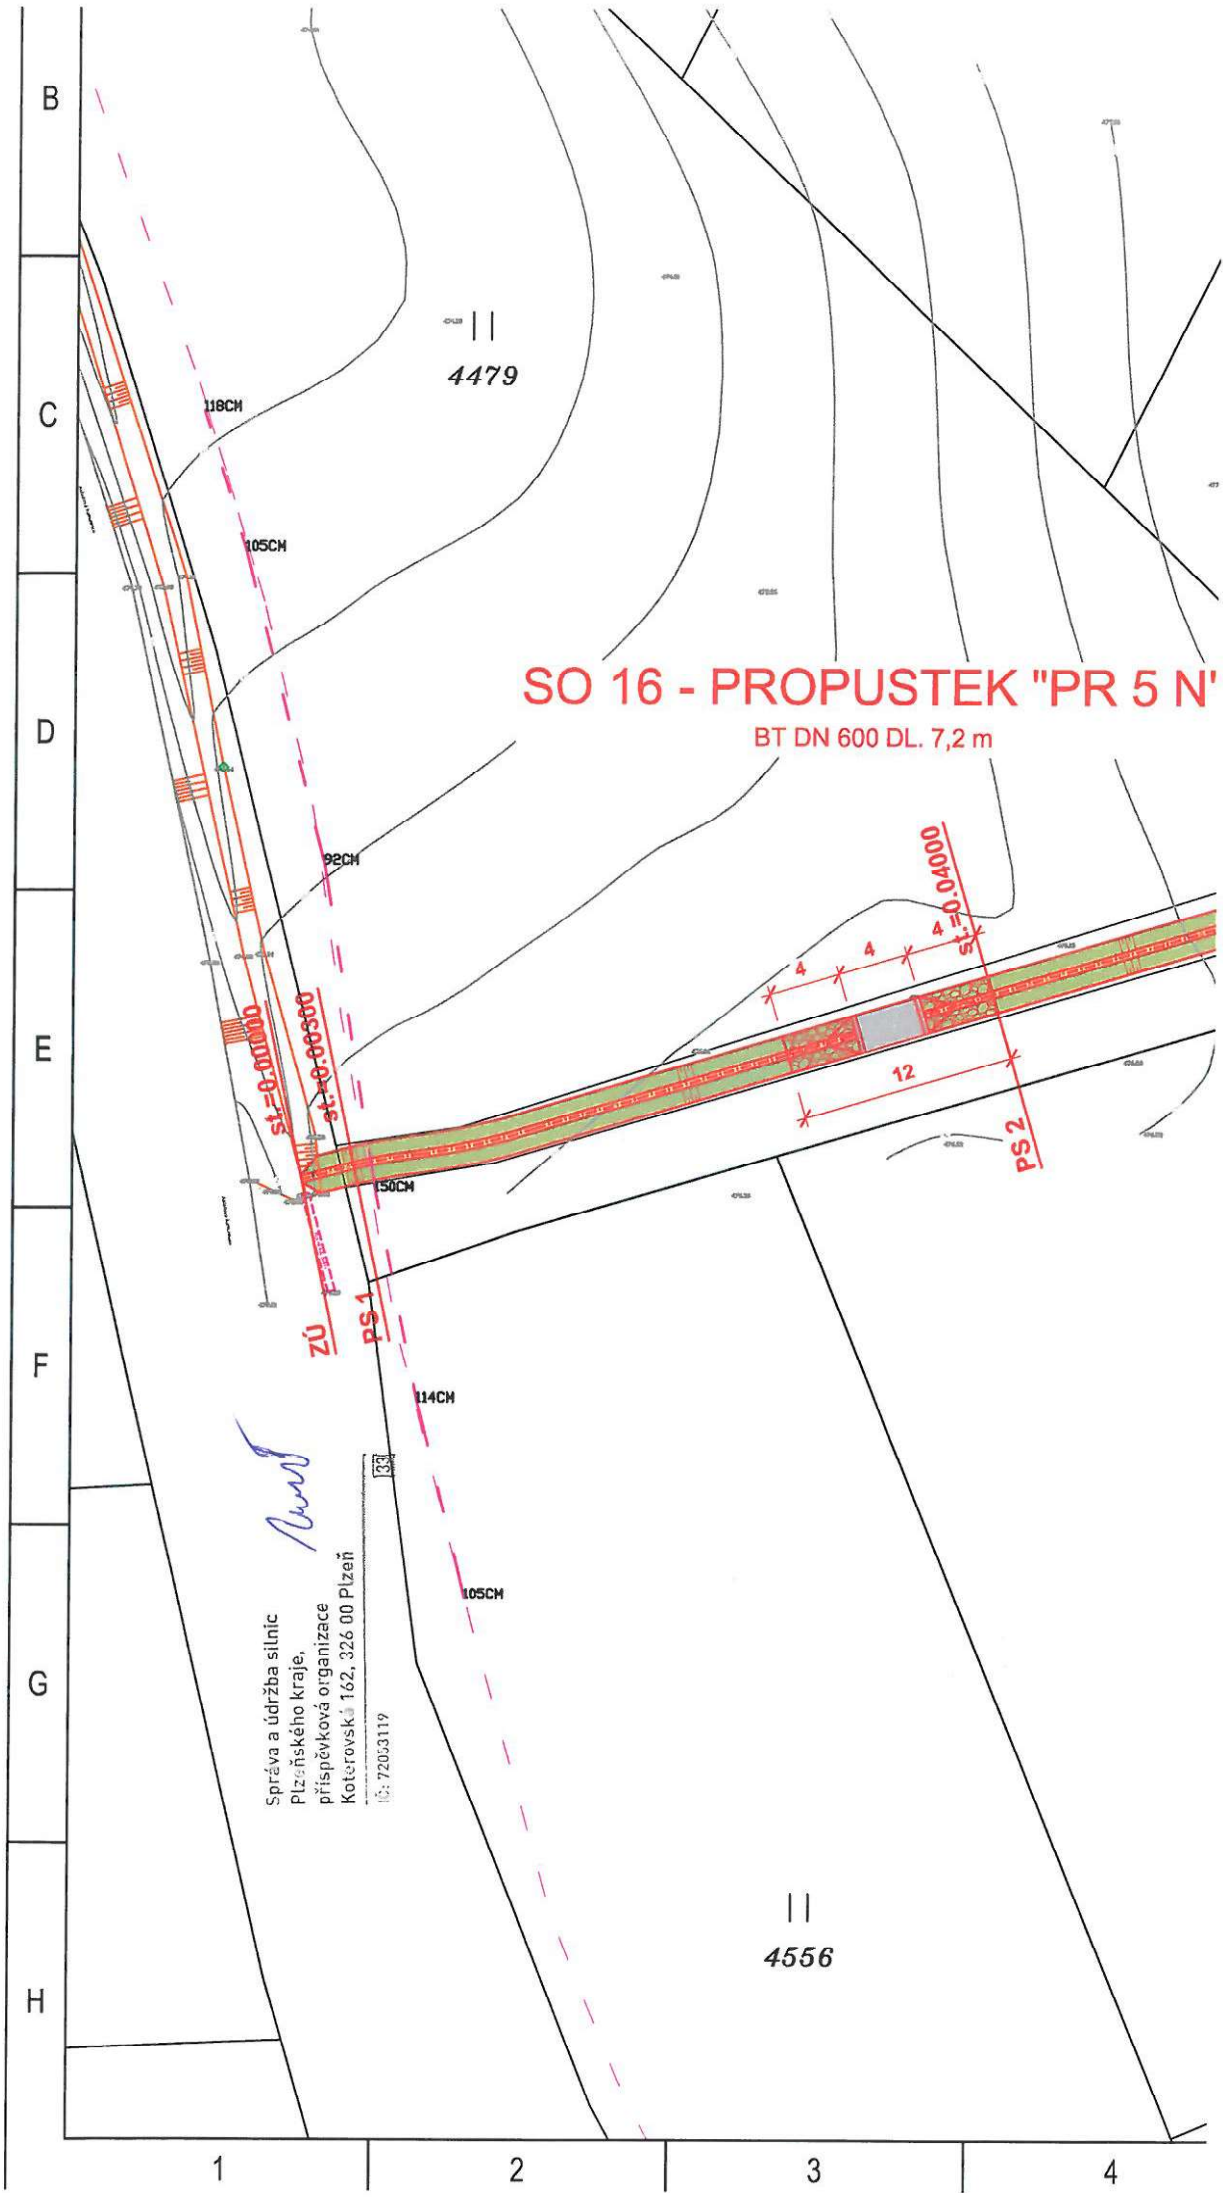 B
C
D
E
F
G
H
1
2
3
4
4479
118CM
105CM
SO 16 - PROPUSTEK "PR 5 N"
BT DN 600 DL. 7,2 m
92CM
st.=0.04000
4
4
4
12
PS 2
st.=0.00000
st.=0.00300
150CM
ZÚ
PS 1
114CM
33
105CM
Správa a údržba silnic
Plzeňského kraje,
příspěvková organizace
Koterovská 162, 326 00 Plzeň
IČ: 72053119
4556